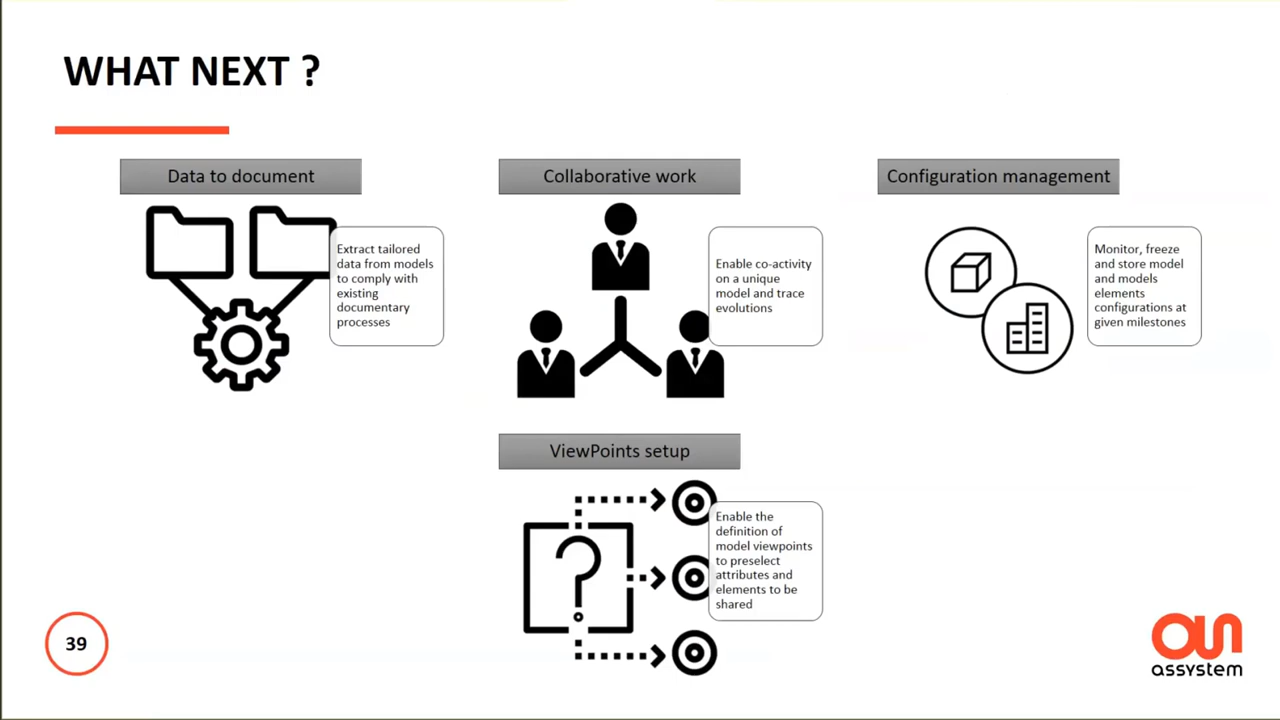 WHAT NEXT ?
Data to document
Extract tailored
data from models
to comply with
existing
documentary
processes
Collaborative work
Enable co-activity
on a unique
model and trace
evolutions
Configuration management
Monitor, freeze
and store model
and models
elements
configurations at
given milestones
ViewPoints setup
?
Enable the
definition of
model viewpoints
to preselect
attributes and
elements to be
shared
39
assystem